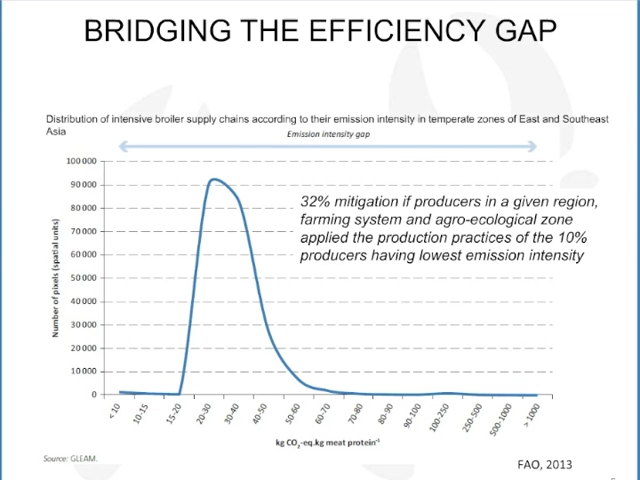 BRIDGING THE EFFICIENCY GAP
Distribution of intensive broiler supply chains according to their emission intensity in temperate zones of East and Southeast
Asia
Emission intensity gap
100 000
90 000
80 000
70 000
60 000
50 000
40 000
30 000
20 000
10 000
0
Number of pixels (spatial units)
32% mitigation if producers in a given region,
farming system and agro-ecological zone
applied the production practices of the 10%
producers having lowest emission intensity
< 10
10-15
15-20
20-30
30-40
40-50
50-60
60-70
70-80
80-90
90-100
100-250
250-500
500-1000
> 1000
kg CO₂-eq.kg meat protein⁻¹
Source: GLEAM.
FAO, 2013